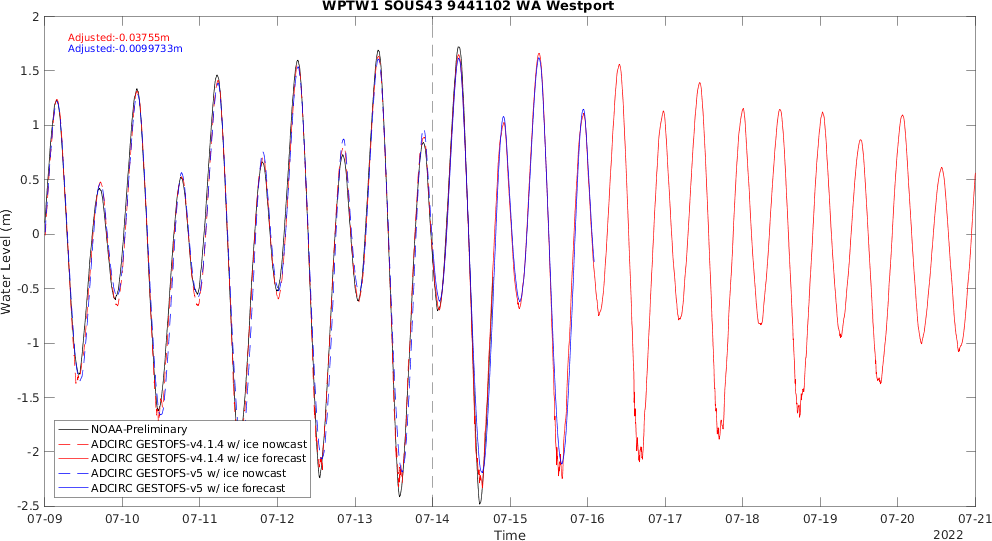 WPTW1 SOUS43 9441102 WA Westport
Adjusted:-0.03755m
Adjusted:-0.0099733m
2
1.5
1
0.5
0
-0.5
-1
-1.5
-2
-2.5
Water Level (m)
NOAA-Preliminary
ADCIRC GESTOFS-v4.1.4 w/ ice nowcast
ADCIRC GESTOFS-v4.1.4 w/ ice forecast
ADCIRC GESTOFS-v5 w/ ice nowcast
ADCIRC GESTOFS-v5 w/ ice forecast
07-09 07-10 07-11 07-12 07-13 07-14 07-15 07-16 07-17 07-18 07-19 07-20 07-21
Time
2022